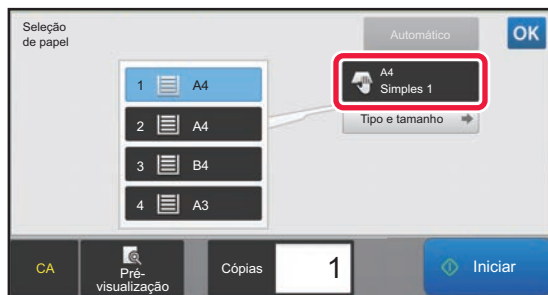 Seleção
de papel
Automático
OK
1 A4
2 A4
3 B4
4 A3
A4
Simples 1
Tipo e tamanho
CA
Pré-
visualização
Cópias
1
Iniciar